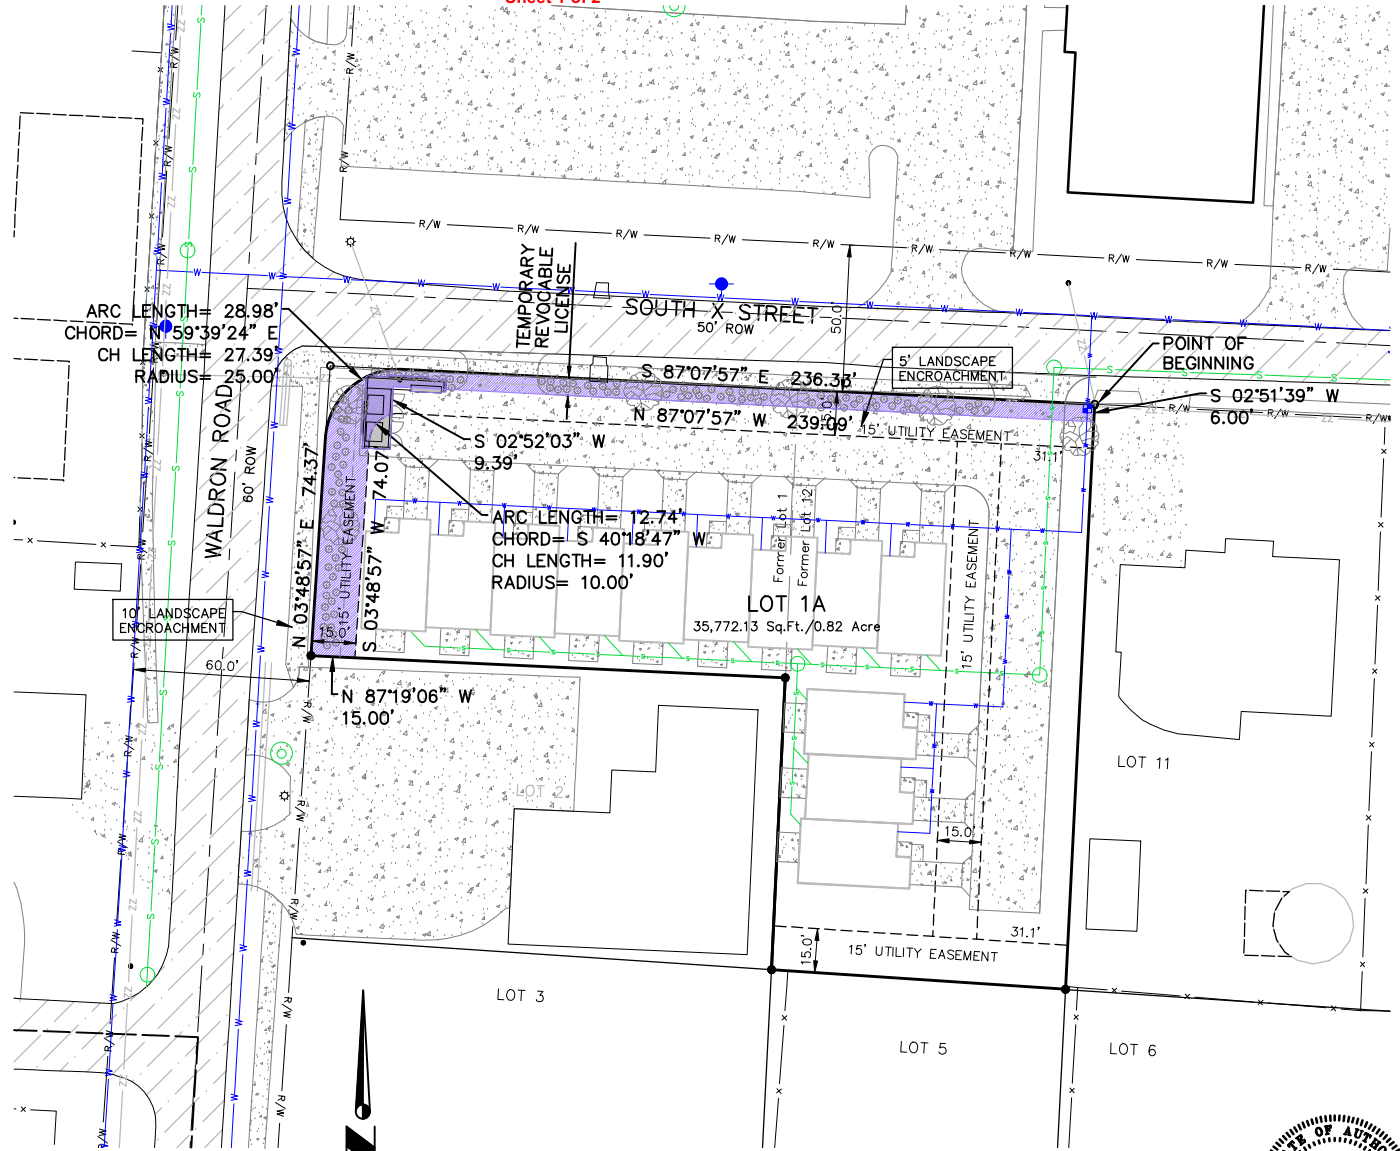 Sheet 1 of 2
TEMPORARY
REVOCABLE
LICENSE
SOUTH X STREET
50' ROW
50.0'
ARC LENGTH= 28.98'
CHORD= N 59°39'24" E
CH LENGTH= 27.39'
RADIUS= 25.00'
5' LANDSCAPE
ENCROACHMENT
POINT OF
BEGINNING
S 02°51'39" W
6.00'
S 87°07'57" E 236.33'
N 87°07'57" W 239.09'
5.0'
15' UTILITY EASEMENT
31.1'
WALDRON ROAD
60' ROW
N 03°48'57" E 74.37'
15' UTILITY EASEMENT
S 03°48'57" W 74.07'
S 02°52'03" W
9.39'
ARC LENGTH= 12.74'
CHORD= S 40°18'47" W
CH LENGTH= 11.90'
RADIUS= 10.00'
Former Lot 1
Former Lot 12
15' UTILITY EASEMENT
LOT 1A
35,772.13 Sq.Ft./0.82 Acre
10' LANDSCAPE
ENCROACHMENT
15.0'
60.0'
N 87°19'06" W
15.00'
LOT 2
LOT 11
15.0'
31.1'
15.0'
15' UTILITY EASEMENT
LOT 3
LOT 5
LOT 6
R/W
W
S
ZZ
N
TE OF AUTHO